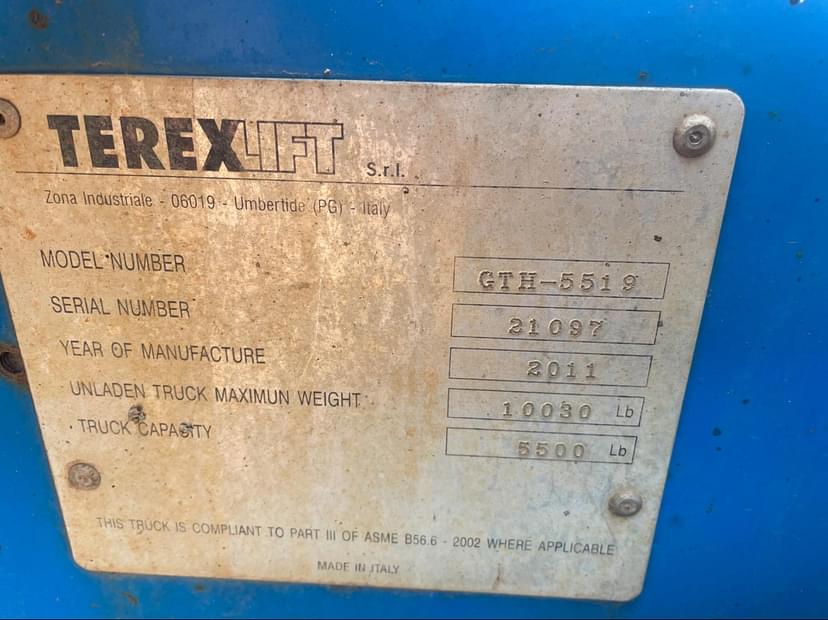 TEREXLIFT S.r.l.
Zona Industriale - 06019 - Umbertide (PG) - Italy
MODEL NUMBER GTH-5519
SERIAL NUMBER 21097
YEAR OF MANUFACTURE 2011
UNLADEN TRUCK MAXIMUN WEIGHT 10030 Lb
TRUCK CAPACITY 5500 Lb
THIS TRUCK IS COMPLIANT TO PART III OF ASME B56.6 - 2002 WHERE APPLICABLE
MADE IN ITALY